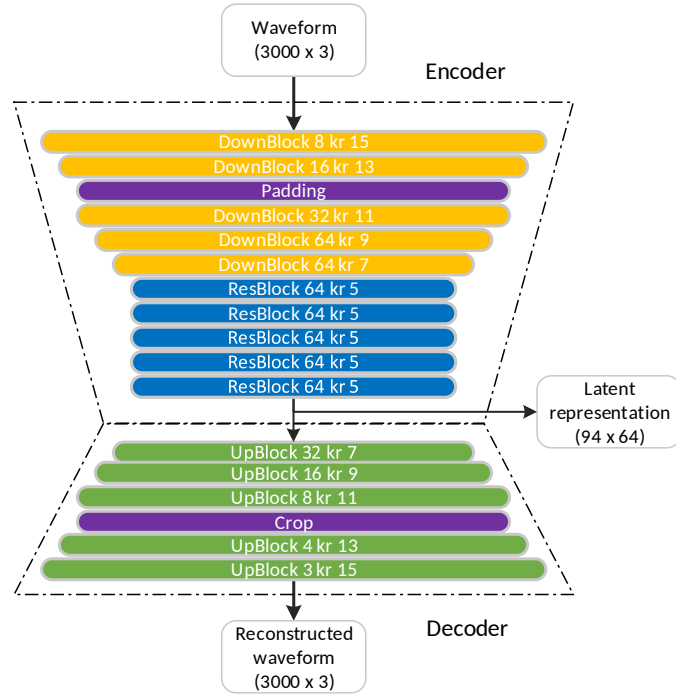 Waveform
(3000 x 3)
Encoder
DownBlock 8 kr 15
DownBlock 16 kr 13
Padding
DownBlock 32 kr 11
DownBlock 64 kr 9
DownBlock 64 kr 7
ResBlock 64 kr 5
ResBlock 64 kr 5
ResBlock 64 kr 5
ResBlock 64 kr 5
ResBlock 64 kr 5
Latent
representation
(94 x 64)
UpBlock 32 kr 7
UpBlock 16 kr 9
UpBlock 8 kr 11
Crop
UpBlock 4 kr 13
UpBlock 3 kr 15
Decoder
Reconstructed
waveform
(3000 x 3)